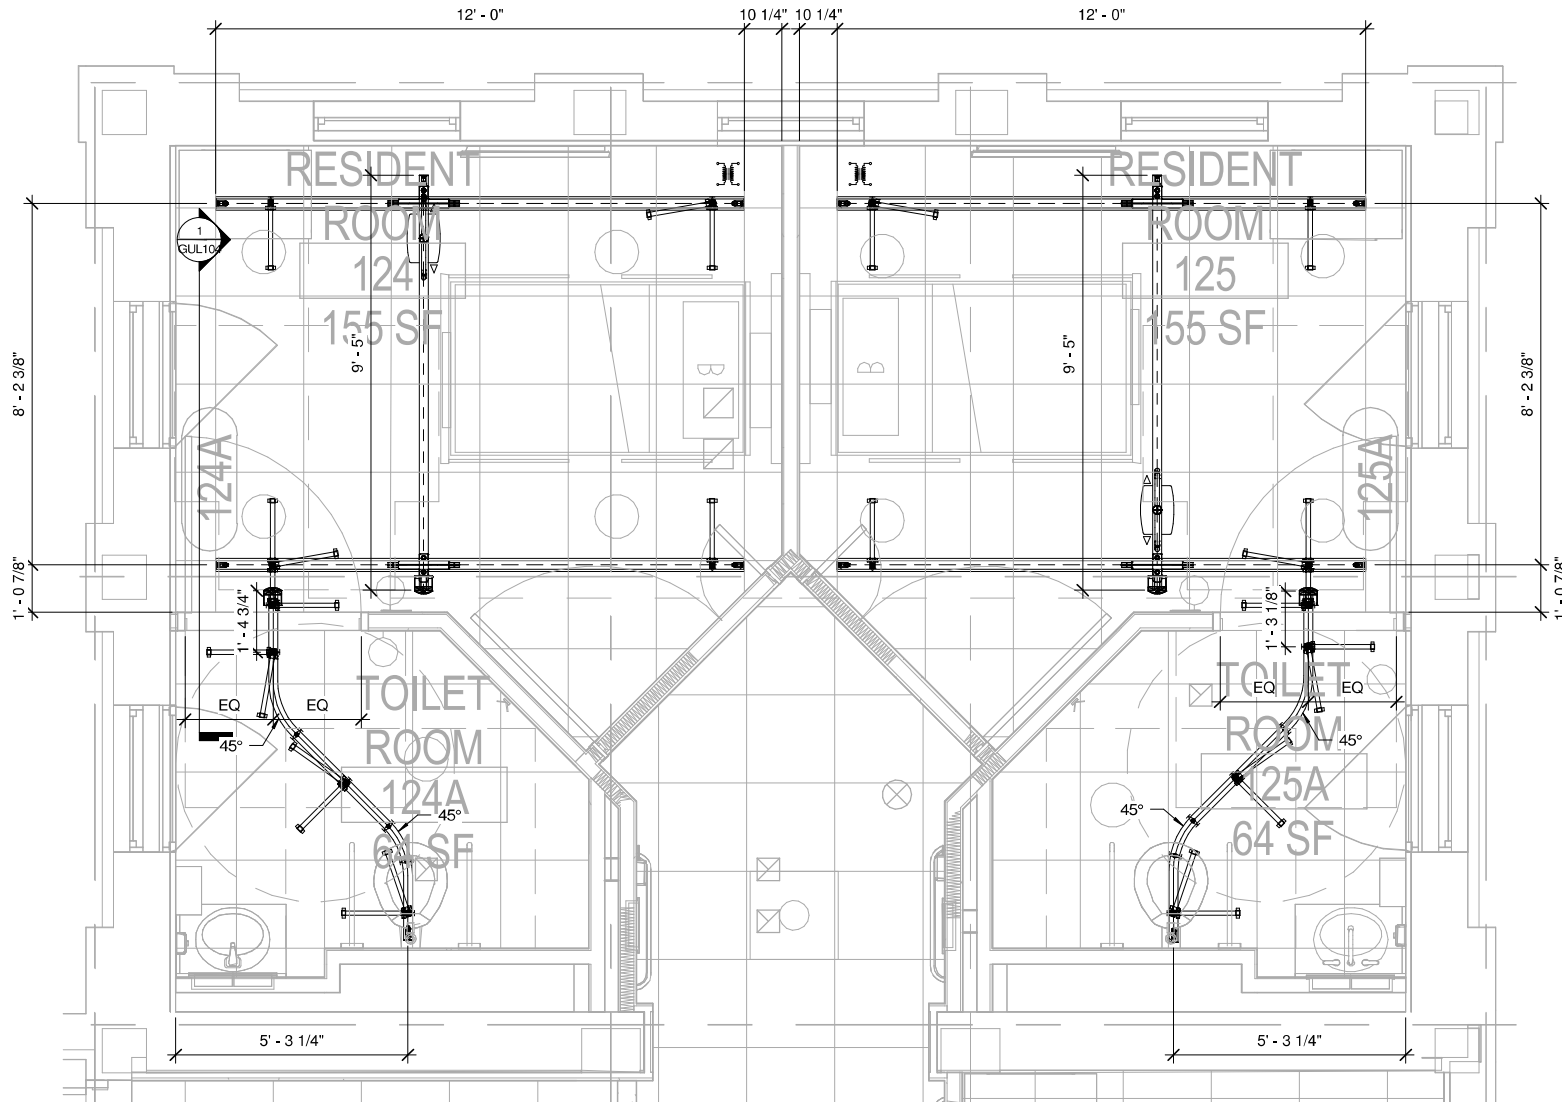 12' - 0"
10 1/4"
10 1/4"
12' - 0"
RESIDENT
ROOM
124
155 SF
RESIDENT
ROOM
125
155 SF
1
GUL104
9' - 5"
9' - 5"
8' - 2 3/8"
8' - 2 3/8"
B
B
124A
125A
1' - 0 7/8"
1' - 0 7/8"
1' - 4 3/4"
1' - 3 1/8"
EQ
EQ
EQ
EQ
45°
45°
TOILET
ROOM
124A
64 SF
TOILET
ROOM
125A
64 SF
45°
45°
5' - 3 1/4"
5' - 3 1/4"